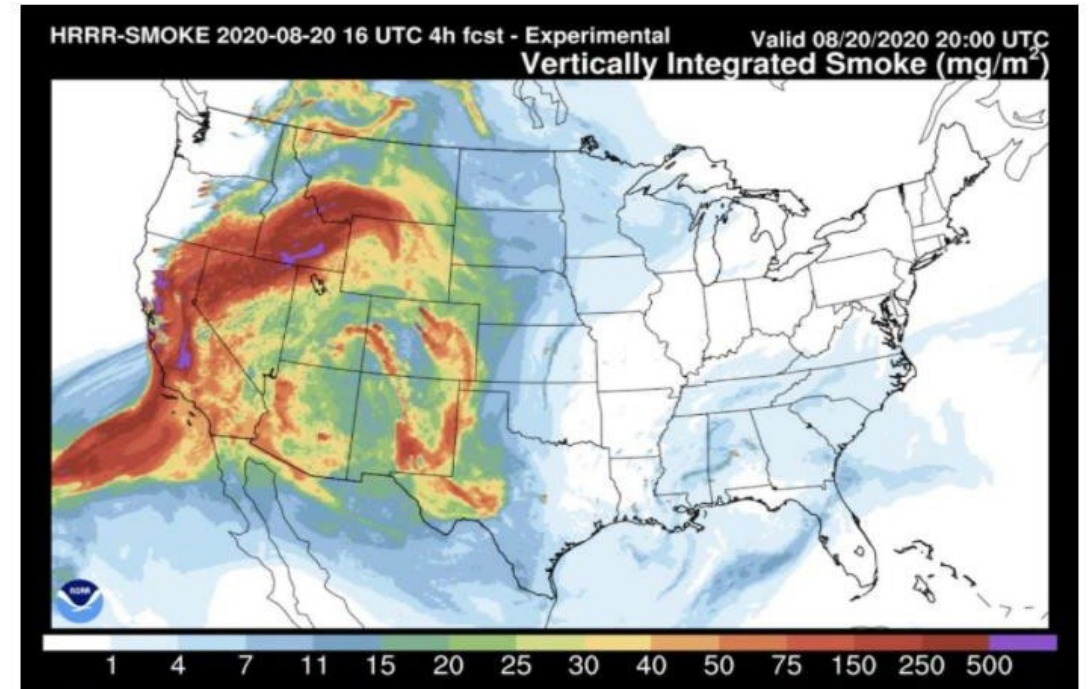 HRRR-SMOKE 2020-08-20 16 UTC 4h fcst - Experimental
Valid 08/20/2020 20:00 UTC
Vertically Integrated Smoke (mg/m²)
NOAA
1 4 7 11 15 20 25 30 40 50 75 150 250 500